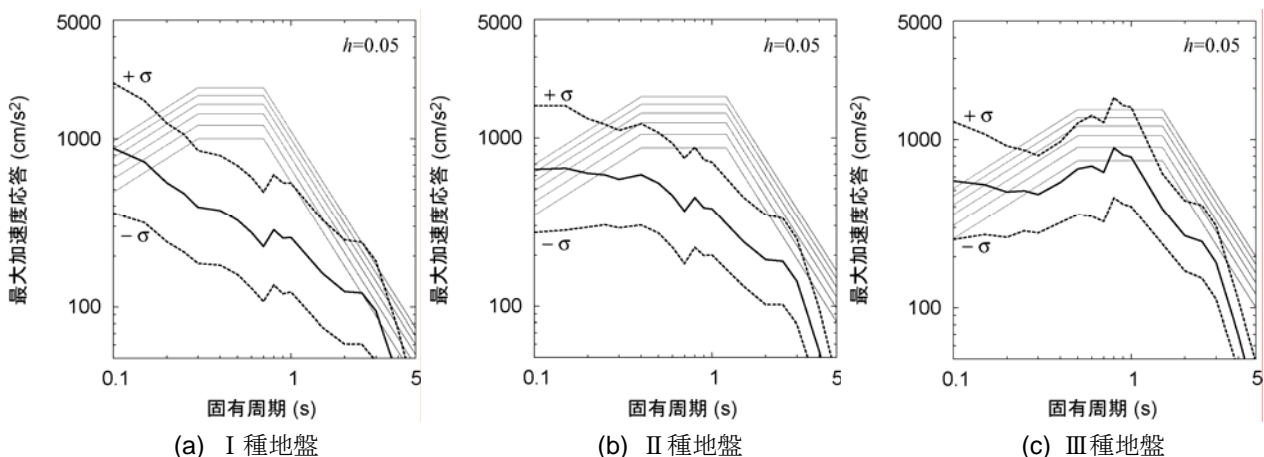 5000
1000
100
0.1
1
5
h=0.05
+σ
−σ
最大加速度応答 (cm/s²)
固有周期 (s)
(a) Ⅰ種地盤
5000
1000
100
0.1
1
5
h=0.05
+σ
−σ
最大加速度応答 (cm/s²)
固有周期 (s)
(b) Ⅱ種地盤
5000
1000
100
0.1
1
5
h=0.05
+σ
−σ
最大加速度応答 (cm/s²)
固有周期 (s)
(c) Ⅲ種地盤